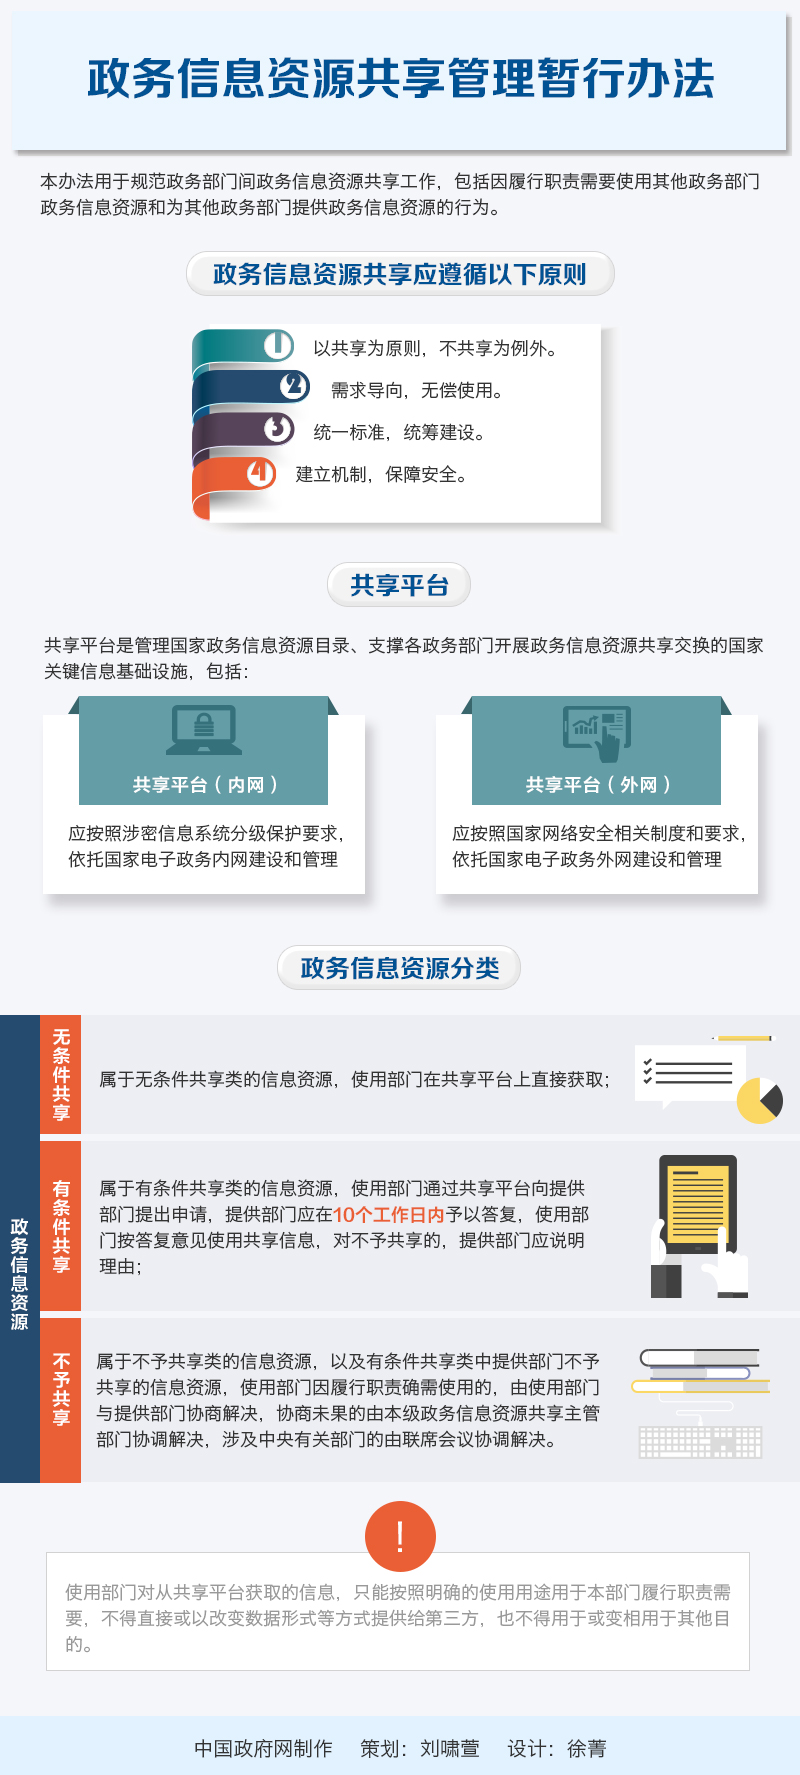 政务信息资源共享管理暂行办法
本办法用于规范政务部门间政务信息资源共享工作，包括因履行职责需要使用其他政务部门
政务信息资源和为其他政务部门提供政务信息资源的行为。
政务信息资源共享应遵循以下原则
1 以共享为原则，不共享为例外。
2 需求导向，无偿使用。
3 统一标准，统筹建设。
4 建立机制，保障安全。
共享平台
共享平台是管理国家政务信息资源目录、支撑各政务部门开展政务信息资源共享交换的国家
关键信息基础设施，包括：
共享平台（内网）
应按照涉密信息系统分级保护要求，
依托国家电子政务内网建设和管理
共享平台（外网）
应按照国家网络安全相关制度和要求，
依托国家电子政务外网建设和管理
政务信息资源分类
政务信息资源
无条件共享
属于无条件共享类的信息资源，使用部门在共享平台上直接获取；
有条件共享
属于有条件共享类的信息资源，使用部门通过共享平台向提供
部门提出申请，提供部门应在10个工作日内予以答复，使用部
门按答复意见使用共享信息，对不予共享的，提供部门应说明
理由；
不予共享
属于不予共享类的信息资源，以及有条件共享类中提供部门不予
共享的信息资源，使用部门因履行职责确需使用的，由使用部门
与提供部门协商解决，协商未果的由本级政务信息资源共享主管
部门协调解决，涉及中央有关部门的由联席会议协调解决。
!
使用部门对从共享平台获取的信息，只能按照明确的使用用途用于本部门履行职责需
要，不得直接或以改变数据形式等方式提供给第三方，也不得用于或变相用于其他目
的。
中国政府网制作 策划：刘啸萱 设计：徐菁